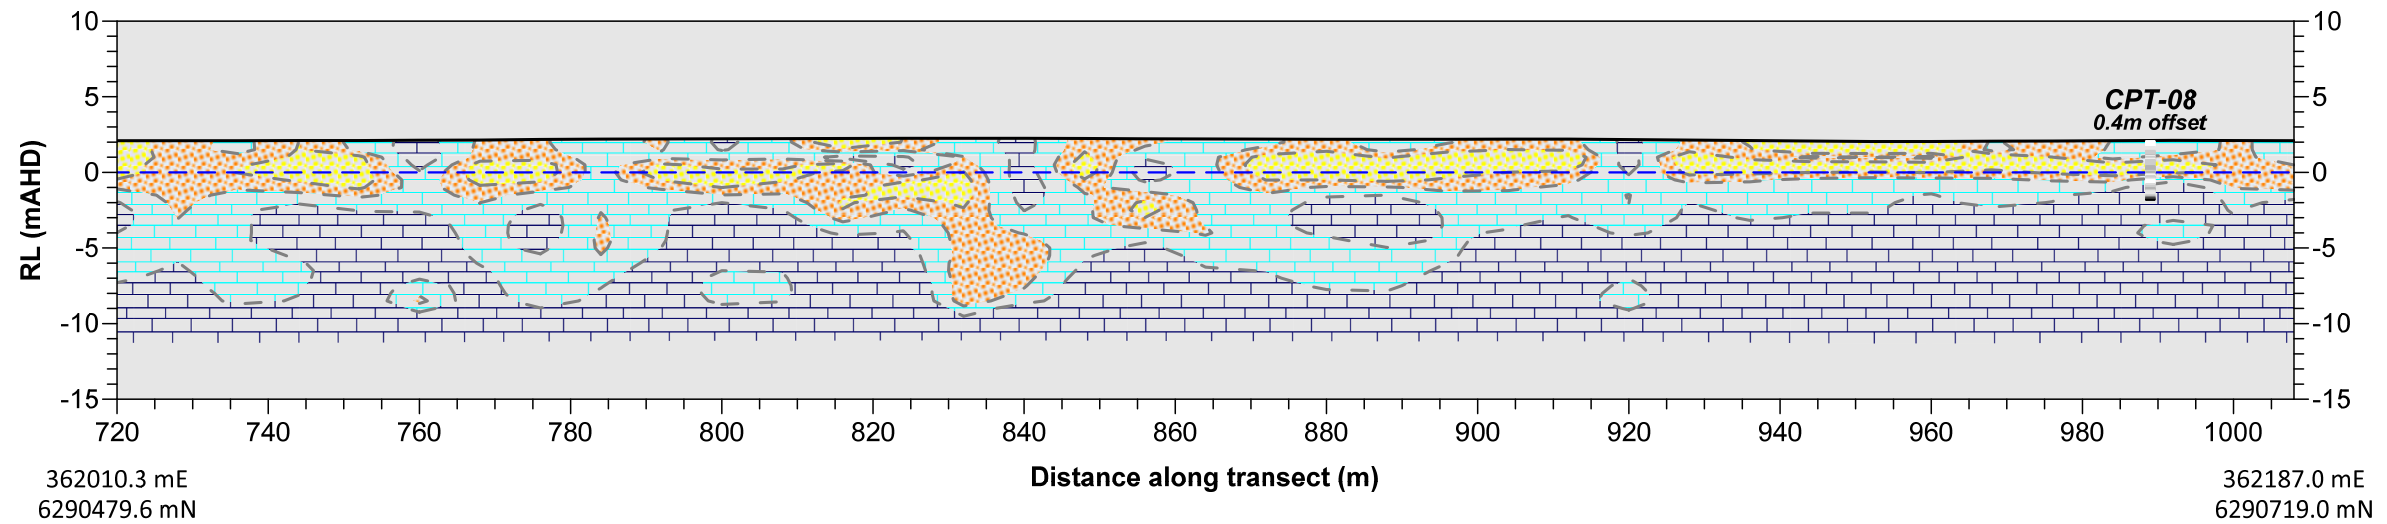 10
5
0
-5
-10
-15
RL (mAHD)
10
5
0
-5
-10
-15
CPT-08
0.4m offset
720 740 760 780 800 820 840 860 880 900 920 940 960 980 1000
Distance along transect (m)
362010.3 mE
6290479.6 mN
362187.0 mE
6290719.0 mN